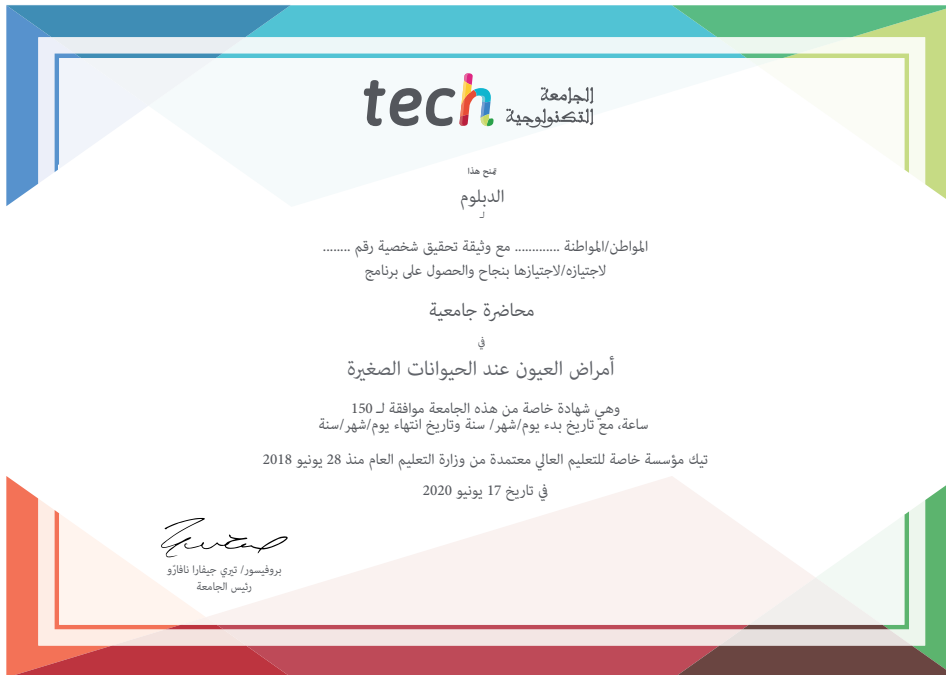 tech الجامعة
التكنولوجية
يمنح هذا
الدبلوم
لـ
المواطن/المواطنة ............. مع وثيقة تحقيق شخصية رقم ........
لاجتيازه/لاجتيازها بنجاح والحصول على برنامج
محاضرة جامعية
في
أمراض العيون عند الحيوانات الصغيرة
وهي شهادة خاصة من هذه الجامعة موافقة لـ 150
ساعة، مع تاريخ بدء يوم/شهر/ سنة وتاريخ انتهاء يوم/شهر/سنة
تيك مؤسسة خاصة للتعليم العالي معتمدة من وزارة التعليم العام منذ 28 يونيو 2018
في تاريخ 17 يونيو 2020
بروفيسور/ تيري جيفارا نافارّو
رئيس الجامعة